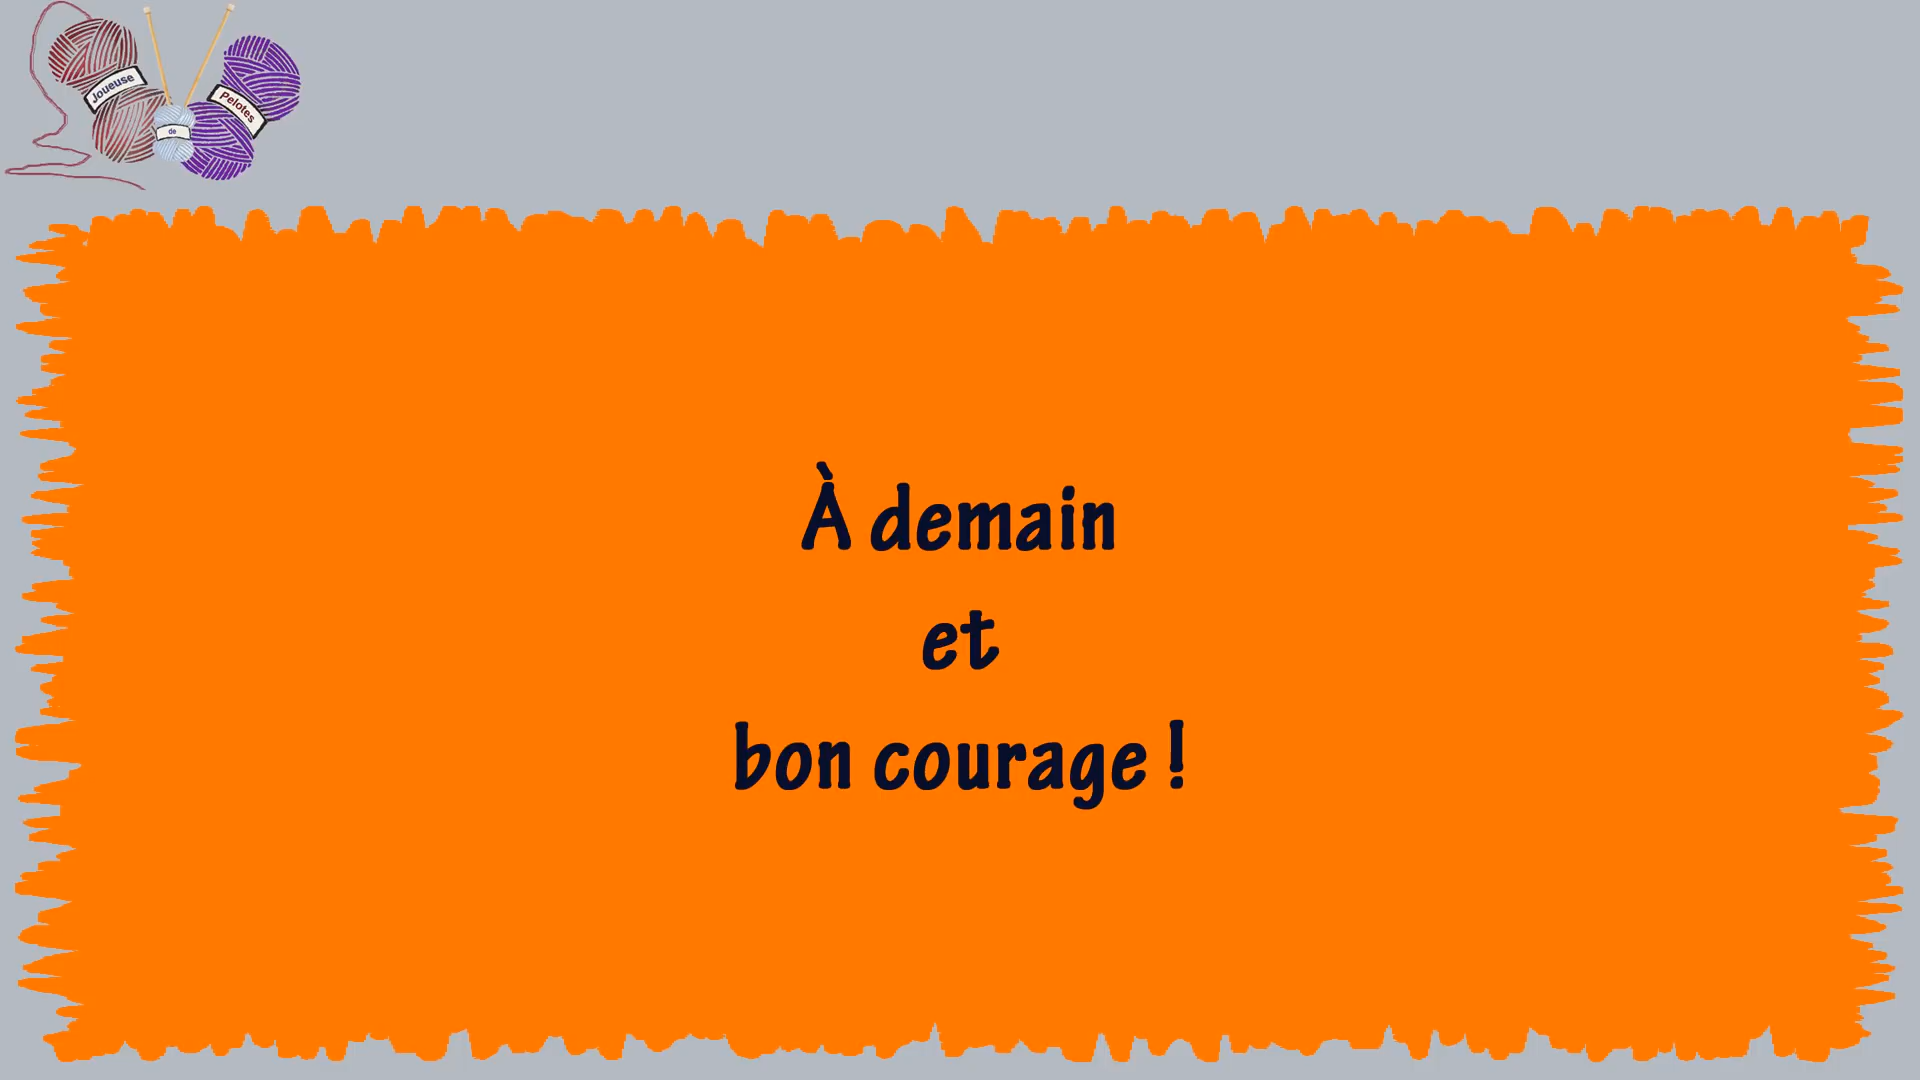 Joueuse
de
Pelotes
À demain
et
bon courage !